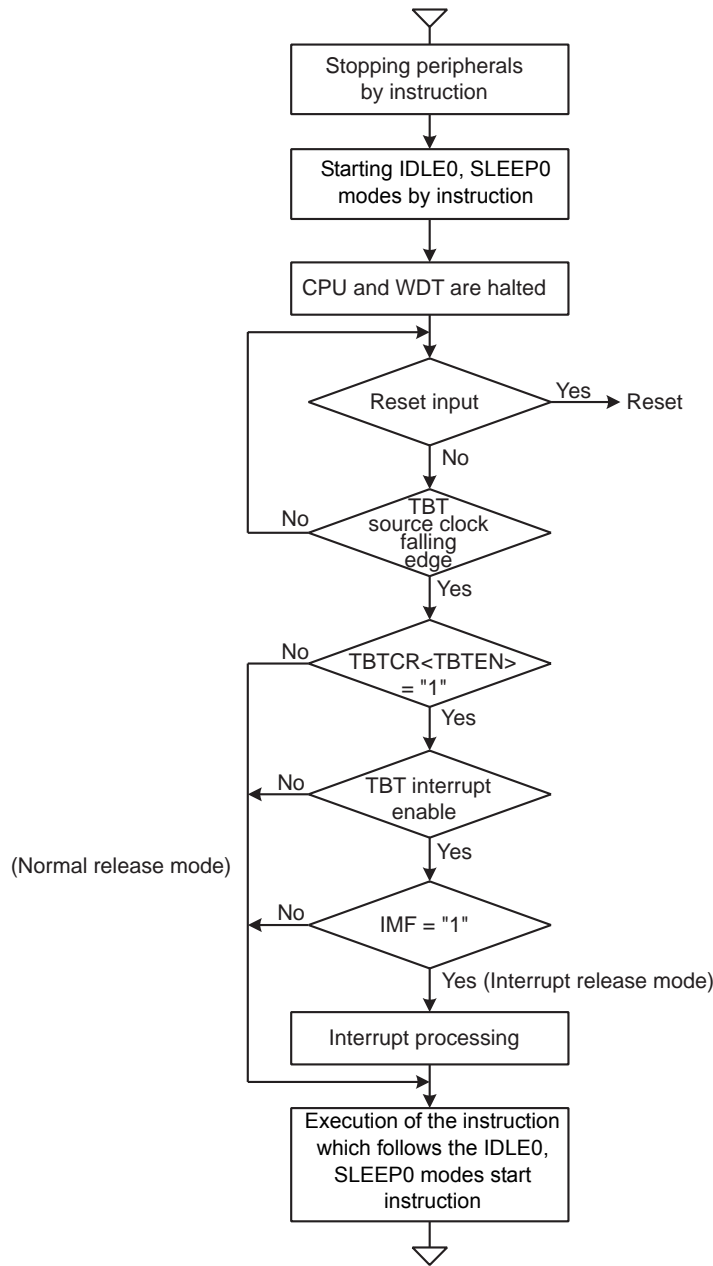 Stopping peripherals
by instruction
Starting IDLE0, SLEEP0
modes by instruction
CPU and WDT are halted
Reset input
Yes
Reset
No
No
TBT
source clock
falling
edge
Yes
No
TBTCR<TBTEN>
= "1"
Yes
No
TBT interrupt
enable
Yes
(Normal release mode)
No
IMF = "1"
Yes (Interrupt release mode)
Interrupt processing
Execution of the instruction
which follows the IDLE0,
SLEEP0 modes start
instruction